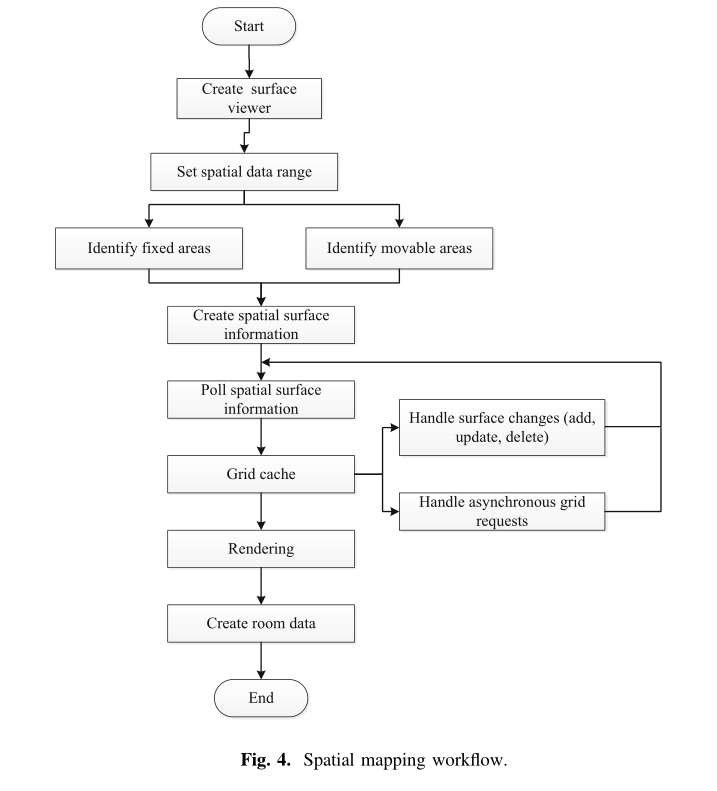 Start
Create surface
viewer
Set spatial data range
Identify fixed areas
Identify movable areas
Create spatial surface
information
Poll spatial surface
information
Handle surface changes (add,
update, delete)
Grid cache
Handle asynchronous grid
requests
Rendering
Create room data
End
Fig. 4. Spatial mapping workflow.